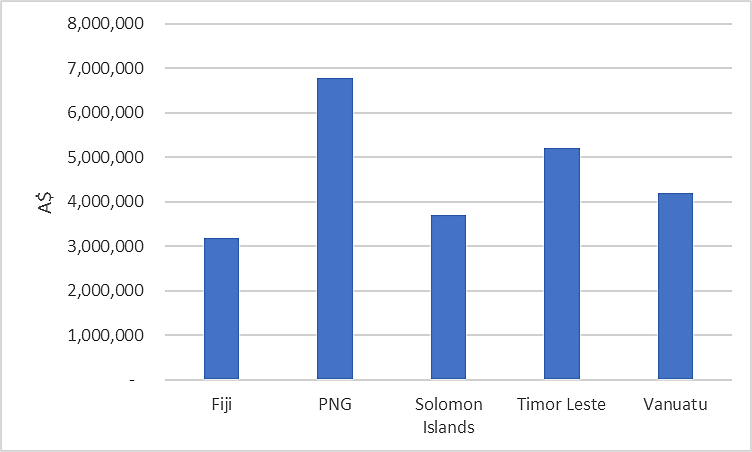 8,000,000
7,000,000
6,000,000
5,000,000
4,000,000
3,000,000
2,000,000
1,000,000
-
A$
Fiji
PNG
Solomon
Islands
Timor Leste
Vanuatu